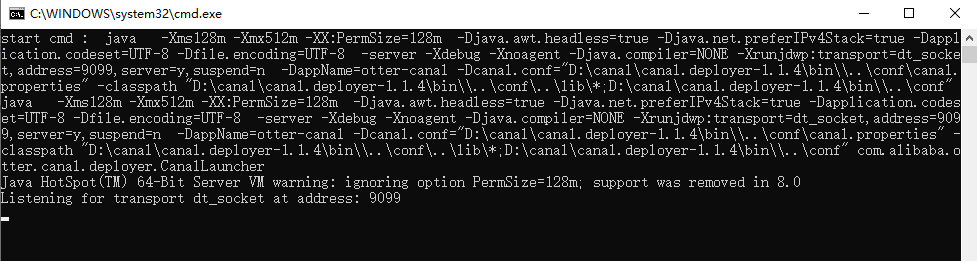 C:\WINDOWS\system32\cmd.exe
start cmd :  java   -Xms128m -Xmx512m -XX:PermSize=128m  -Djava.awt.headless=true -Djava.net.preferIPv4Stack=true -Dappl
ication.codeset=UTF-8 -Dfile.encoding=UTF-8  -server -Xdebug -Xnoagent -Djava.compiler=NONE -Xrunjdwp:transport=dt_socke
t,address=9099,server=y,suspend=n  -DappName=otter-canal -Dcanal.conf="D:\canal\canal.deployer-1.1.4\bin\\..\conf\canal.
properties" -classpath "D:\canal\canal.deployer-1.1.4\bin\\..\conf\..\lib\*;D:\canal\canal.deployer-1.1.4\bin\\..\conf"
java   -Xms128m -Xmx512m -XX:PermSize=128m  -Djava.awt.headless=true -Djava.net.preferIPv4Stack=true -Dapplication.codes
et=UTF-8 -Dfile.encoding=UTF-8  -server -Xdebug -Xnoagent -Djava.compiler=NONE -Xrunjdwp:transport=dt_socket,address=909
9,server=y,suspend=n  -DappName=otter-canal -Dcanal.conf="D:\canal\canal.deployer-1.1.4\bin\\..\conf\canal.properties" -
classpath "D:\canal\canal.deployer-1.1.4\bin\\..\conf\..\lib\*;D:\canal\canal.deployer-1.1.4\bin\\..\conf" com.alibaba.o
tter.canal.deployer.CanalLauncher
Java HotSpot(TM) 64-Bit Server VM warning: ignoring option PermSize=128m; support was removed in 8.0
Listening for transport dt_socket at address: 9099